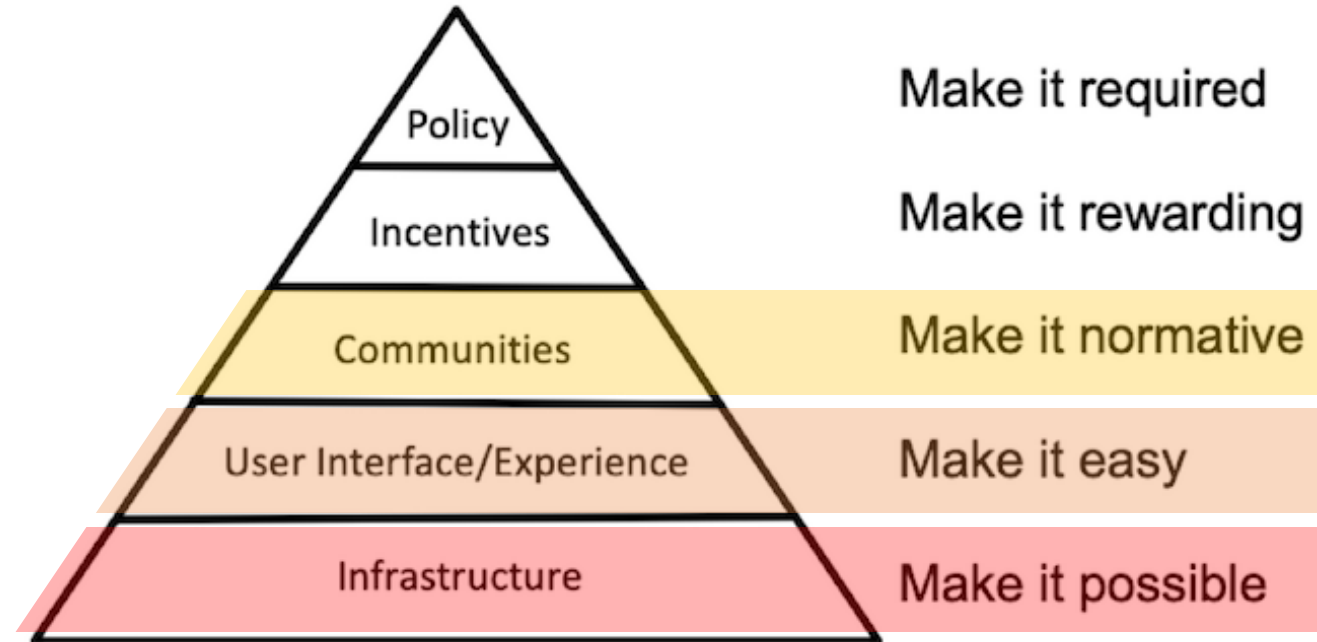 Policy
Make it required
Incentives
Make it rewarding
Communities
Make it normative
User Interface/Experience
Make it easy
Infrastructure
Make it possible